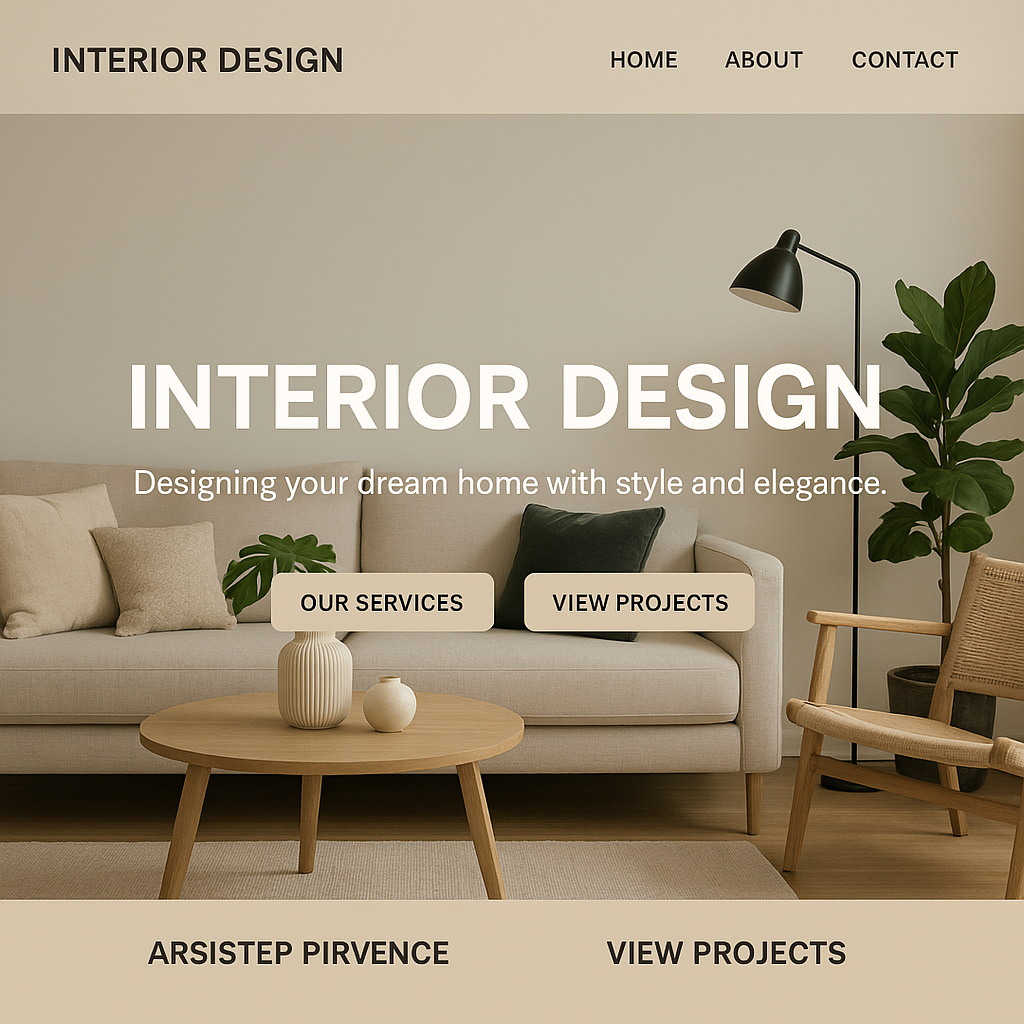 INTERIOR DESIGN
HOME ABOUT CONTACT
INTERIOR DESIGN
Designing your dream home with style and elegance.
OUR SERVICES VIEW PROJECTS
ARSISTEP PIRVENCE VIEW PROJECTS